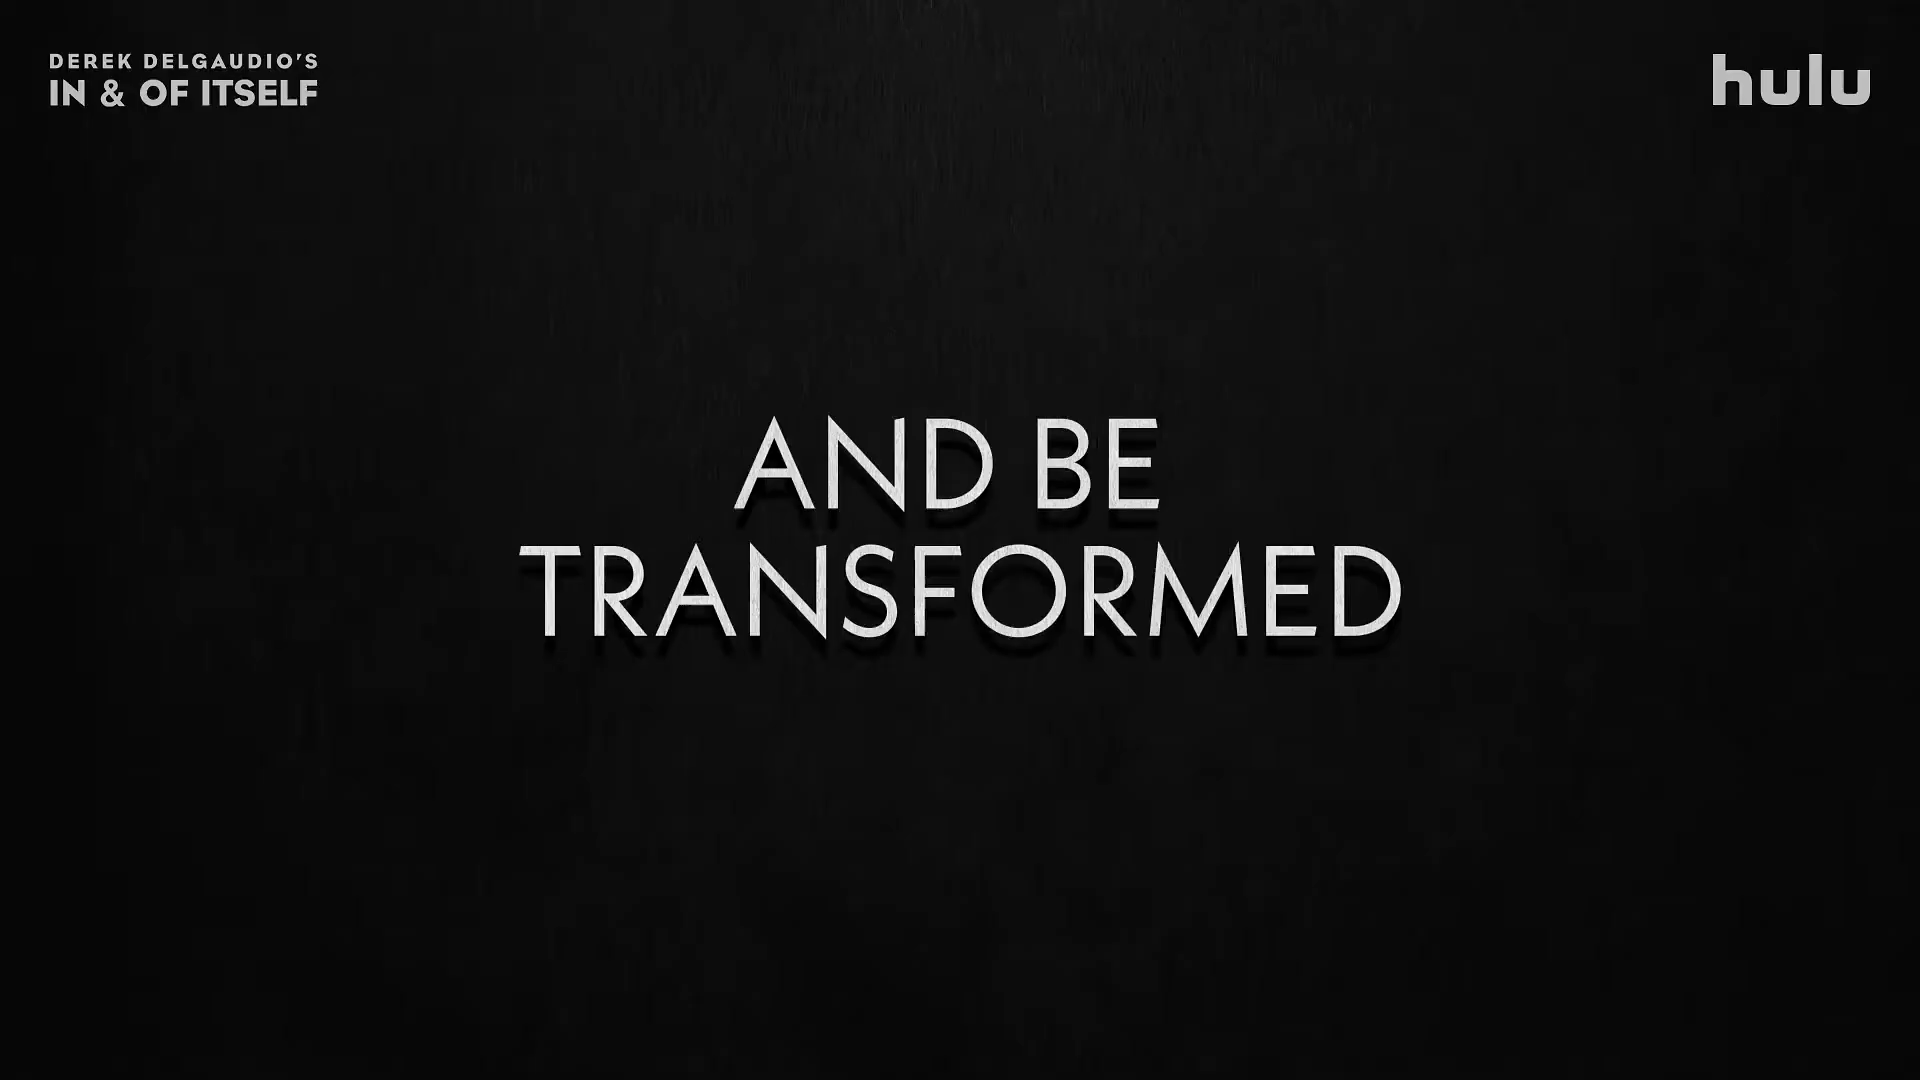 DEREK DELGAUDIO'S
IN & OF ITSELF
hulu
AND BE
TRANSFORMED